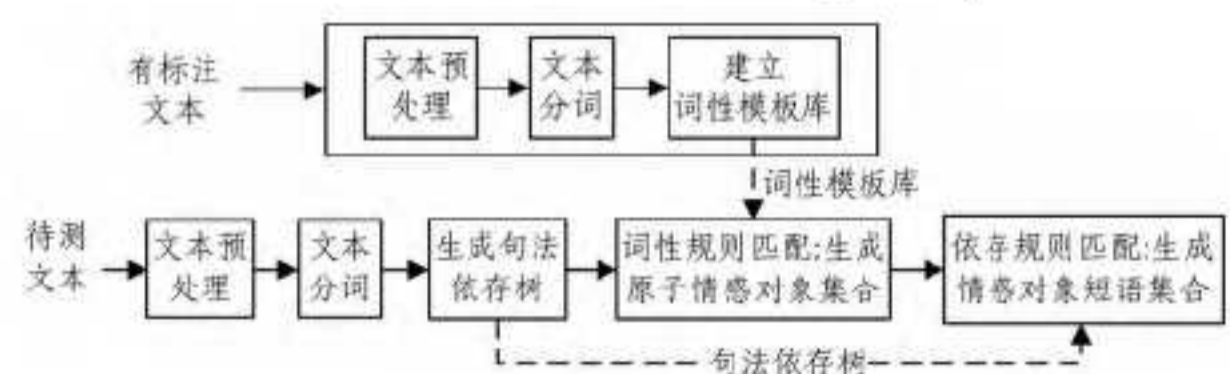 有标注
文本
文本预
处理
文本
分词
建立
词性模板库
词性模板库
待测
文本
文本预
处理
文本
分词
生成句法
依存树
词性规则匹配;生成
原子情感对象集合
依存规则匹配;生成
情感对象短语集合
句法依存树